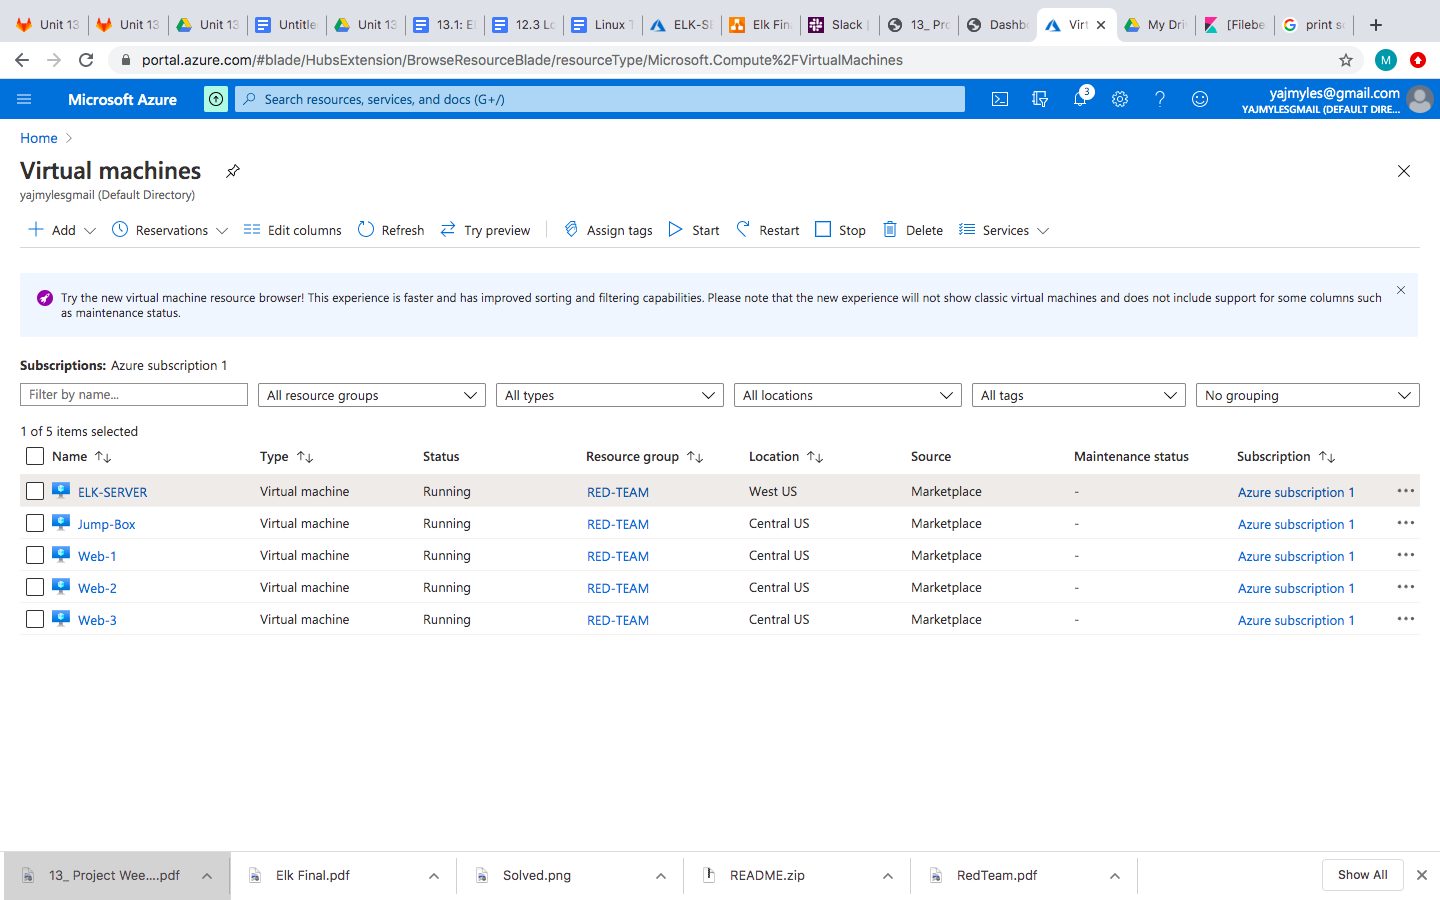 Unit 13
Unit 13
Unit 13
Untitle
Unit 13
13.1: E
12.3 Lo
Linux T
ELK-SE
Elk Fin
Slack |
13_ Pro
Dashbo
Virt
My Dri
[Filebe
print sc
portal.azure.com/#blade/HubsExtension/BrowseResourceBlade/resourceType/Microsoft.Compute%2FVirtualMachines
M
Microsoft Azure
Search resources, services, and docs (G+/)
3
yajmyles@gmail.com
YAJMYLESGMAIL (DEFAULT DIRE...
Home
Virtual machines
yajmylesgmail (Default Directory)
Add Reservations Edit columns Refresh Try preview Assign tags Start Restart Stop Delete Services
Try the new virtual machine resource browser! This experience is faster and has improved sorting and filtering capabilities. Please note that the new experience will not show classic virtual machines and does not include support for some columns such
as maintenance status.
Subscriptions: Azure subscription 1
Filter by name... All resource groups All types All locations All tags No grouping
1 of 5 items selected
Name Type Status Resource group Location Source Maintenance status Subscription
ELK-SERVER Virtual machine Running RED-TEAM West US Marketplace - Azure subscription 1
Jump-Box Virtual machine Running RED-TEAM Central US Marketplace - Azure subscription 1
Web-1 Virtual machine Running RED-TEAM Central US Marketplace - Azure subscription 1
Web-2 Virtual machine Running RED-TEAM Central US Marketplace - Azure subscription 1
Web-3 Virtual machine Running RED-TEAM Central US Marketplace - Azure subscription 1
13_ Project Wee....pdf Elk Final.pdf Solved.png README.zip RedTeam.pdf Show All